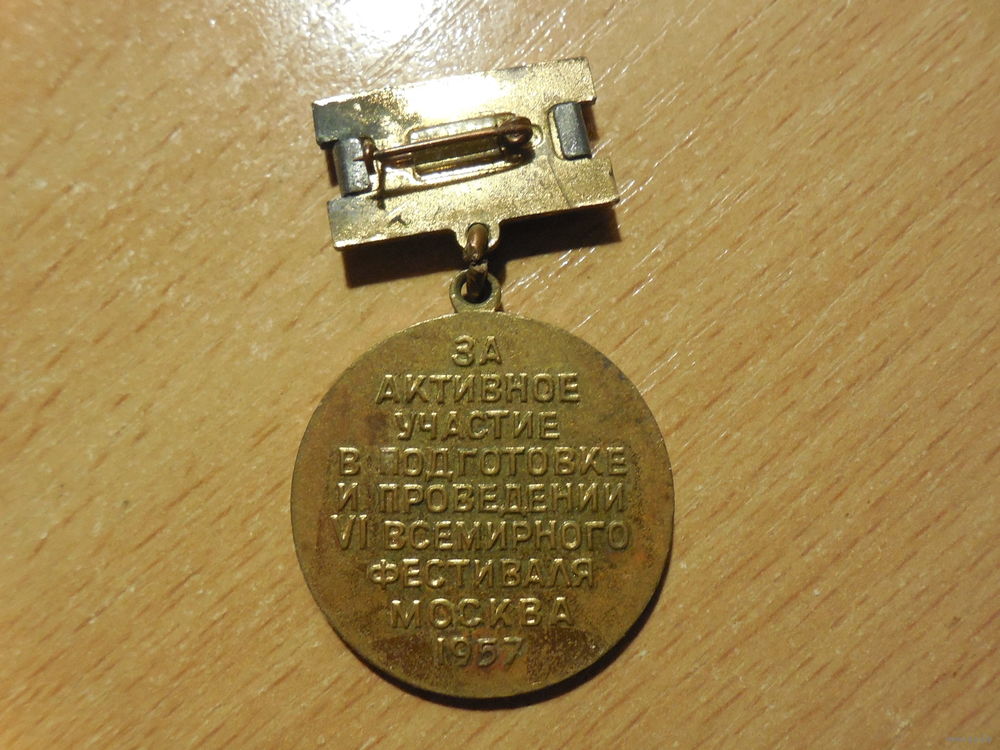 ЗА
АКТИВНОЕ
УЧАСТИЕ
В ПОДГОТОВКЕ
И ПРОВЕДЕНИИ
VI ВСЕМИРНОГО
ФЕСТИВАЛЯ
МОСКВА
1957